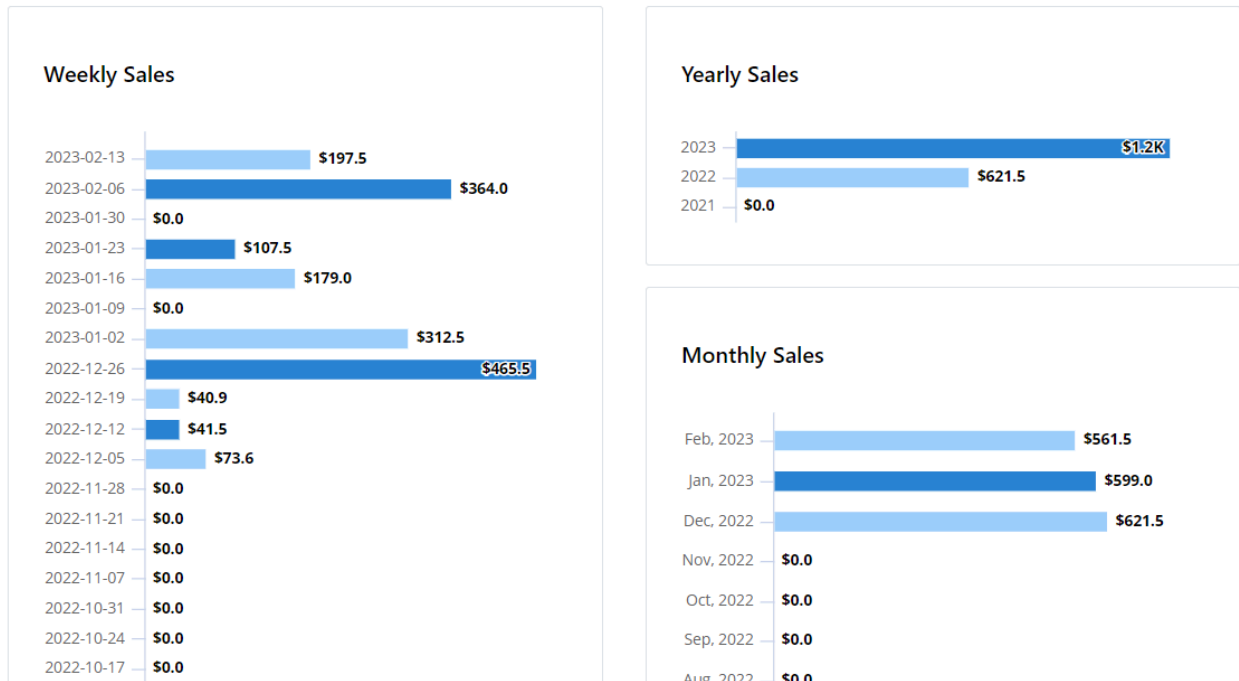 Weekly Sales
2023-02-13 $197.5
2023-02-06 $364.0
2023-01-30 $0.0
2023-01-23 $107.5
2023-01-16 $179.0
2023-01-09 $0.0
2023-01-02 $312.5
2022-12-26 $465.5
2022-12-19 $40.9
2022-12-12 $41.5
2022-12-05 $73.6
2022-11-28 $0.0
2022-11-21 $0.0
2022-11-14 $0.0
2022-11-07 $0.0
2022-10-31 $0.0
2022-10-24 $0.0
2022-10-17 $0.0
Yearly Sales
2023 $1.2K
2022 $621.5
2021 $0.0
Monthly Sales
Feb, 2023 $561.5
Jan, 2023 $599.0
Dec, 2022 $621.5
Nov, 2022 $0.0
Oct, 2022 $0.0
Sep, 2022 $0.0
Aug, 2022 $0.0